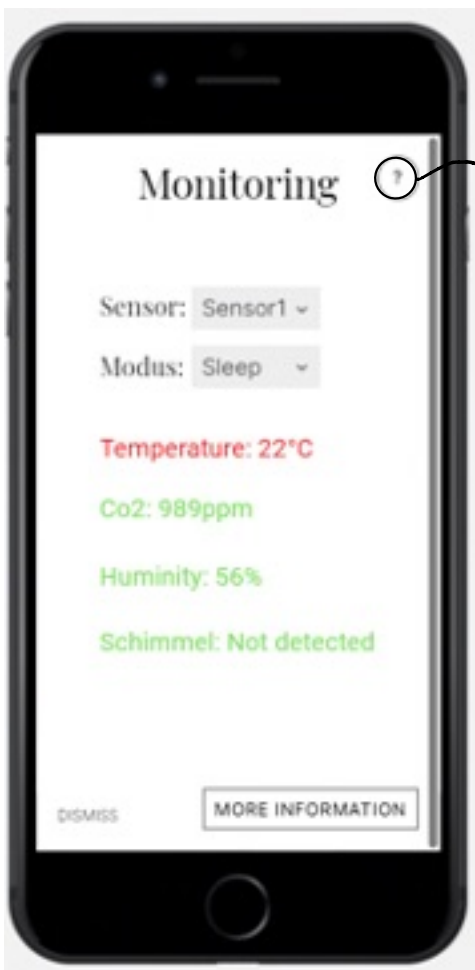 Monitoring ?
Sensor: Sensor1
Modus: Sleep
Temperature: 22°C
Co2: 989ppm
Huminity: 56%
Schimmel: Not detected
DISMISS MORE INFORMATION